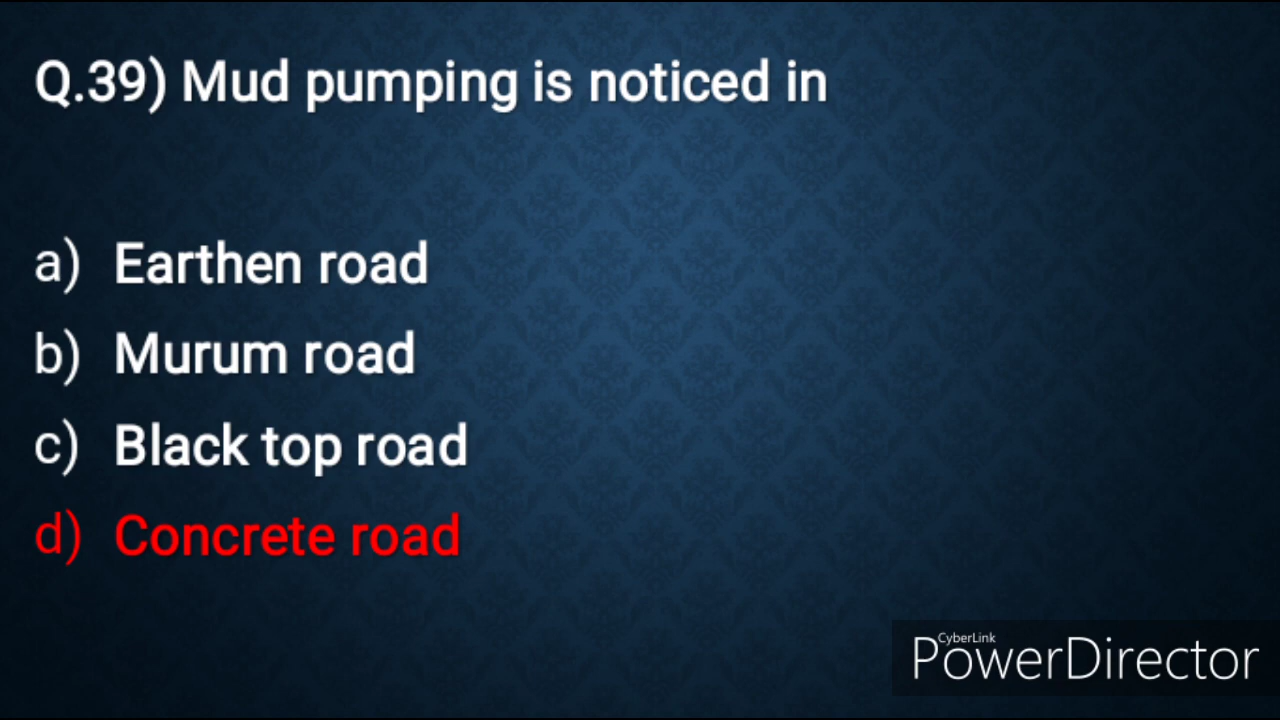 Q.39) Mud pumping is noticed in
a) Earthen road
b) Murum road
c) Black top road
d) Concrete road
CyberLink
PowerDirector